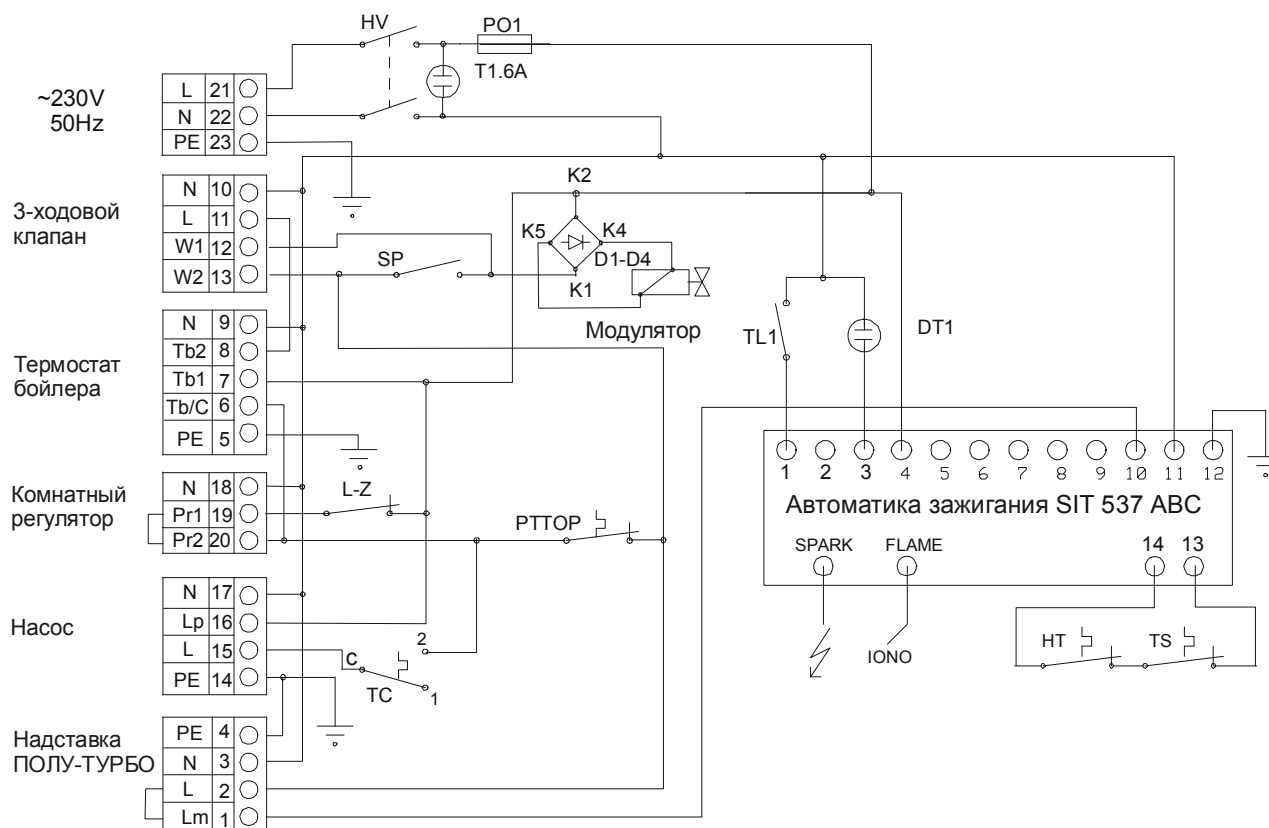 HV
PO1
T1.6A
~230V
50Hz
L 21
N 22
PE 23
3-ходовой
клапан
N 10
L 11
W1 12
W2 13
SP
K2
K5
K4
D1-D4
K1
Модулятор
TL1
DT1
Термостат
бойлера
N 9
Tb2 8
Tb1 7
Tb/C 6
PE 5
Комнатный
регулятор
N 18
Pr1 19
Pr2 20
L-Z
PTTOP
1 2 3 4 5 6 7 8 9 10 11 12
Автоматика зажигания SIT 537 ABC
SPARK
FLAME
14
13
IONO
HT
TS
Насос
N 17
Lp 16
L 15
PE 14
C
2
1
TC
Надставка
ПОЛУ-ТУРБО
PE 4
N 3
L 2
Lm 1